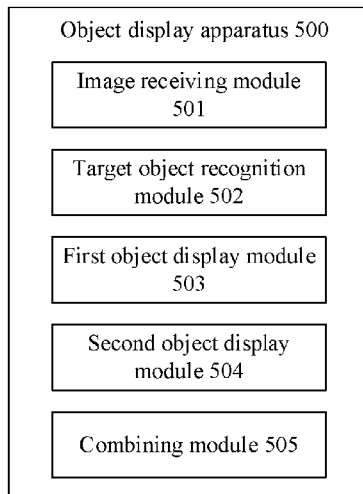 Object display apparatus 500
Image receiving module
501
Target object recognition
module 502
First object display module
503
Second object display
module 504
Combining module 505